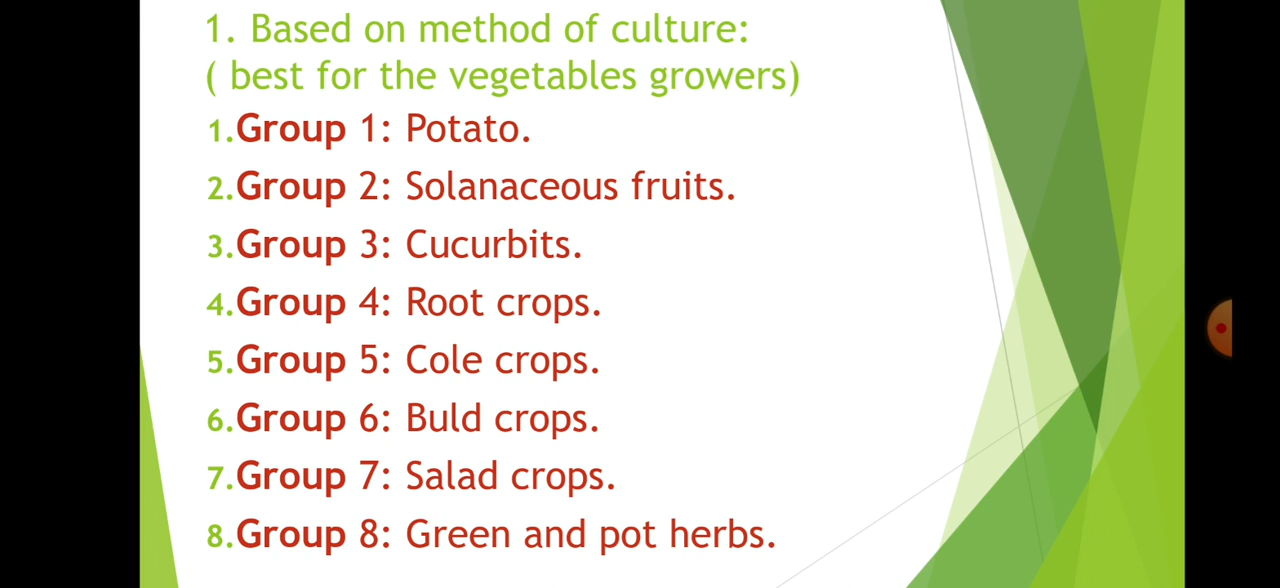 1. Based on method of culture:
( best for the vegetables growers)
1.Group 1: Potato.
2.Group 2: Solanaceous fruits.
3.Group 3: Cucurbits.
4.Group 4: Root crops.
5.Group 5: Cole crops.
6.Group 6: Buld crops.
7.Group 7: Salad crops.
8.Group 8: Green and pot herbs.